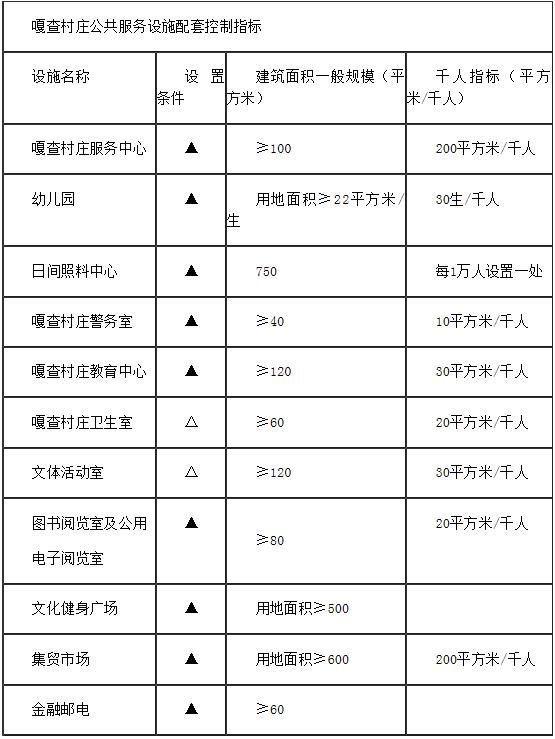 嘎查村庄公共服务设施配套控制指标
设施名称 设置条件 建筑面积一般规模（平方米） 千人指标（平方米/千人）
嘎查村庄服务中心 ▲ ≥100 200平方米/千人
幼儿园 ▲ 用地面积≥22平方米/生 30生/千人
日间照料中心 ▲ 750 每1万人设置一处
嘎查村庄警务室 ▲ ≥40 10平方米/千人
嘎查村庄教育中心 ▲ ≥120 30平方米/千人
嘎查村庄卫生室 △ ≥60 20平方米/千人
文体活动室 △ ≥120 30平方米/千人
图书阅览室及公用电子阅览室 ▲ ≥80 20平方米/千人
文化健身广场 ▲ 用地面积≥500
集贸市场 ▲ 用地面积≥600 200平方米/千人
金融邮电 ▲ ≥60